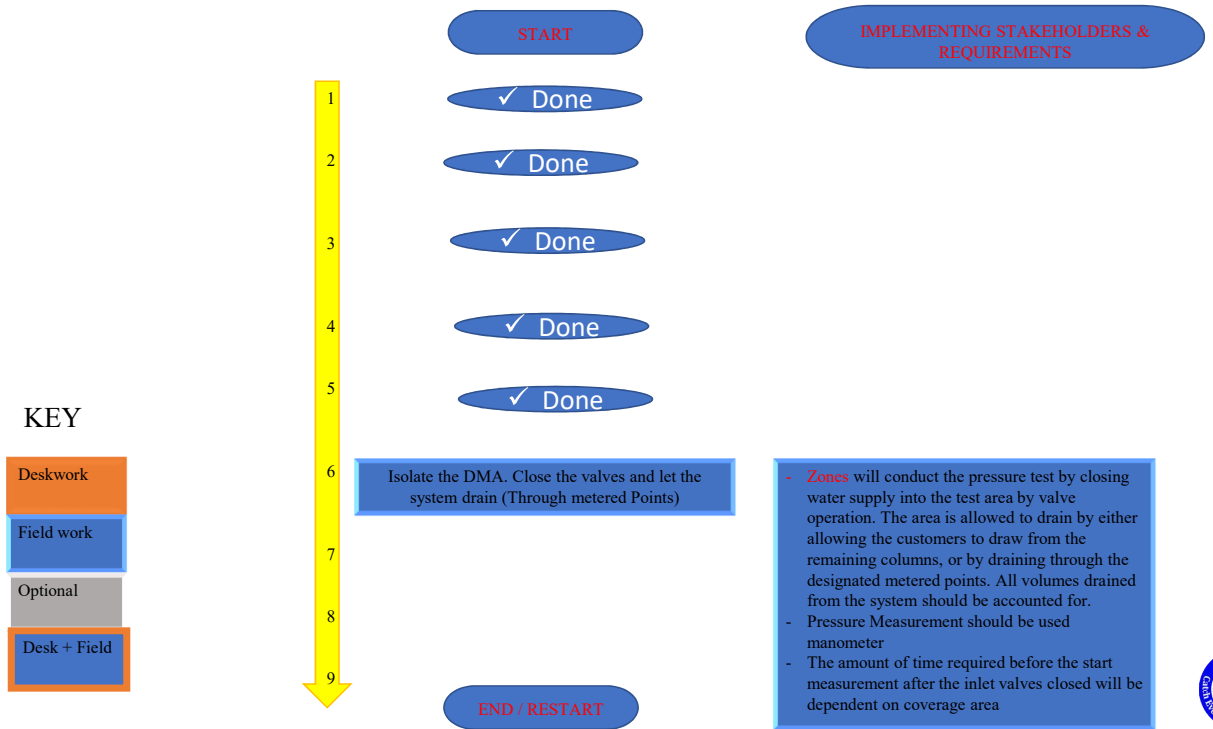 START
IMPLEMENTING STAKEHOLDERS &
REQUIREMENTS
1
✓ Done
2
✓ Done
3
✓ Done
4
✓ Done
5
✓ Done
KEY
Deskwork
Field work
Optional
Desk + Field
6
Isolate the DMA. Close the valves and let the
system drain (Through metered Points)
- Zones will conduct the pressure test by closing
water supply into the test area by valve
operation. The area is allowed to drain by either
allowing the customers to draw from the
remaining columns, or by draining through the
designated metered points. All volumes drained
from the system should be accounted for.
- Pressure Measurement should be used
manometer
- The amount of time required before the start
measurement after the inlet valves closed will be
dependent on coverage area
7
8
9
END / RESTART
Catch